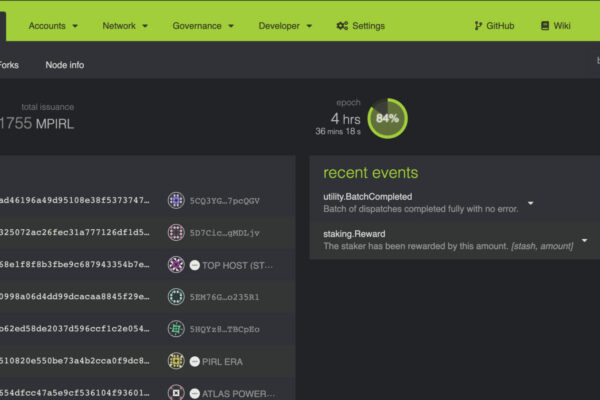 Accounts Network Governance Developer Settings GitHub Wiki
Forks Node info
total issuance
1755 MPIRL
epoch
4 hrs
36 mins 18 s
84%
ad46196a49d95108e38f5373747… 5CQ3YG…7pcQGV
325072ac26fec31a777126df1d5… 5D7Cic…gMDLjv
68e1f8f8b3fbe9c687943354b7e… TOP HOST (ST…
0998a06d4dd99dcacaa8845f29e… 5EM76G…o235R1
b62ed58de2037d596ccf1c2e054… 5HQYz8…TBCpEo
510820e550be73a4b2cca0f9dc8… PIRL ERA
654dfcc47a5e9cf536104f93601… ATLAS POWER…
recent events
utility.BatchCompleted
Batch of dispatches completed fully with no error.
staking.Reward
The staker has been rewarded by this amount. [stash, amount]